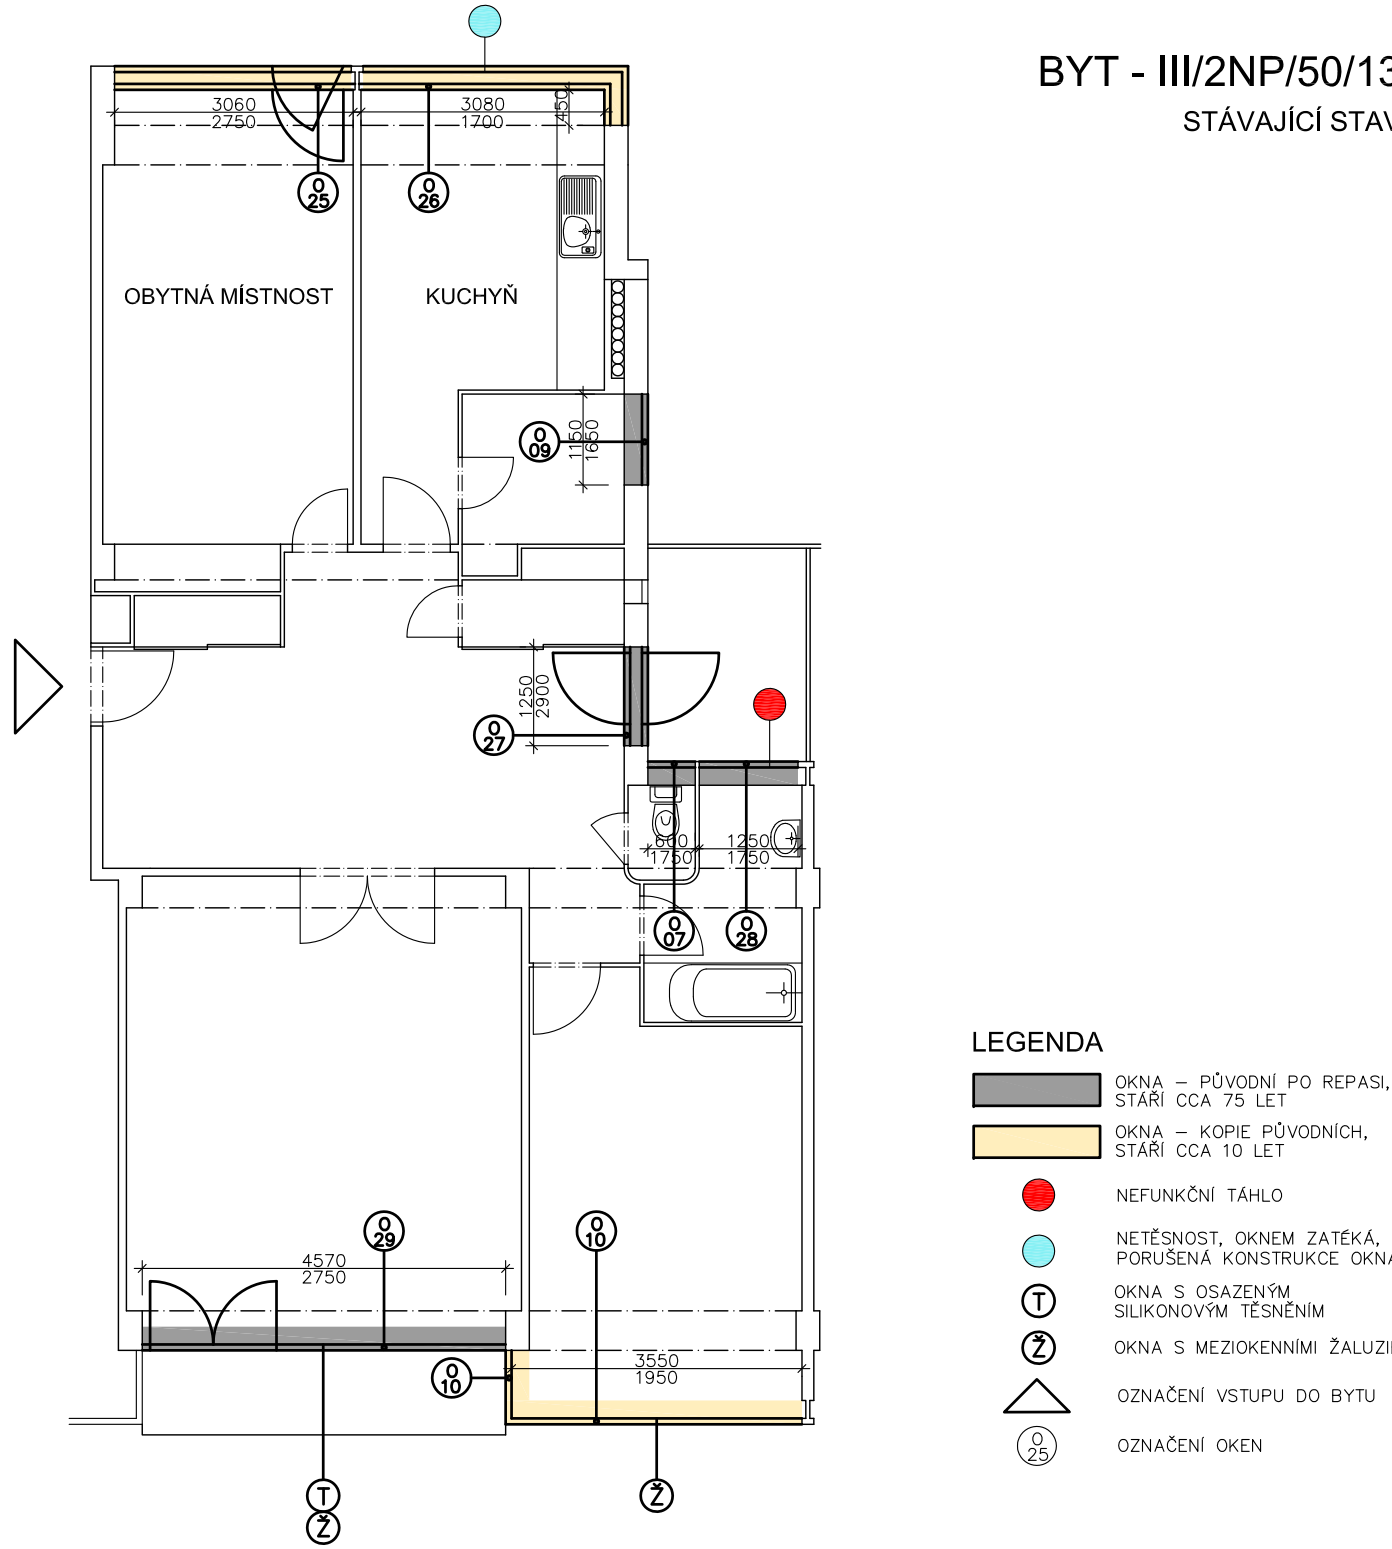 BYT - III/2NP/50/13
STÁVAJÍCÍ STAV
3060
2750
3080
1700
450
O
25
O
26
OBYTNÁ MÍSTNOST
KUCHYŇ
O
09
1150
1650
1250
2900
O
27
600
1750
1250
1750
O
07
O
28
O
29
O
10
4570
2750
O
10
3550
1950
T
Ž
Ž
LEGENDA
OKNA – PŮVODNÍ PO REPASI,
STÁŘÍ CCA 75 LET
OKNA – KOPIE PŮVODNÍCH,
STÁŘÍ CCA 10 LET
NEFUNKČNÍ TÁHLO
NETĚSNOST, OKNEM ZATÉKÁ,
PORUŠENÁ KONSTRUKCE OKNA
T
OKNA S OSAZENÝM
SILIKONOVÝM TĚSNĚNÍM
Ž
OKNA S MEZIOKENNÍMI ŽALUZIE
OZNAČENÍ VSTUPU DO BYTU
O
25
OZNAČENÍ OKEN